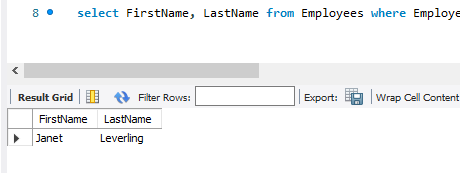 8 select FirstName, LastName from Employees where Employe
Result Grid Filter Rows: Export: Wrap Cell Content
FirstName LastName
Janet Leverling